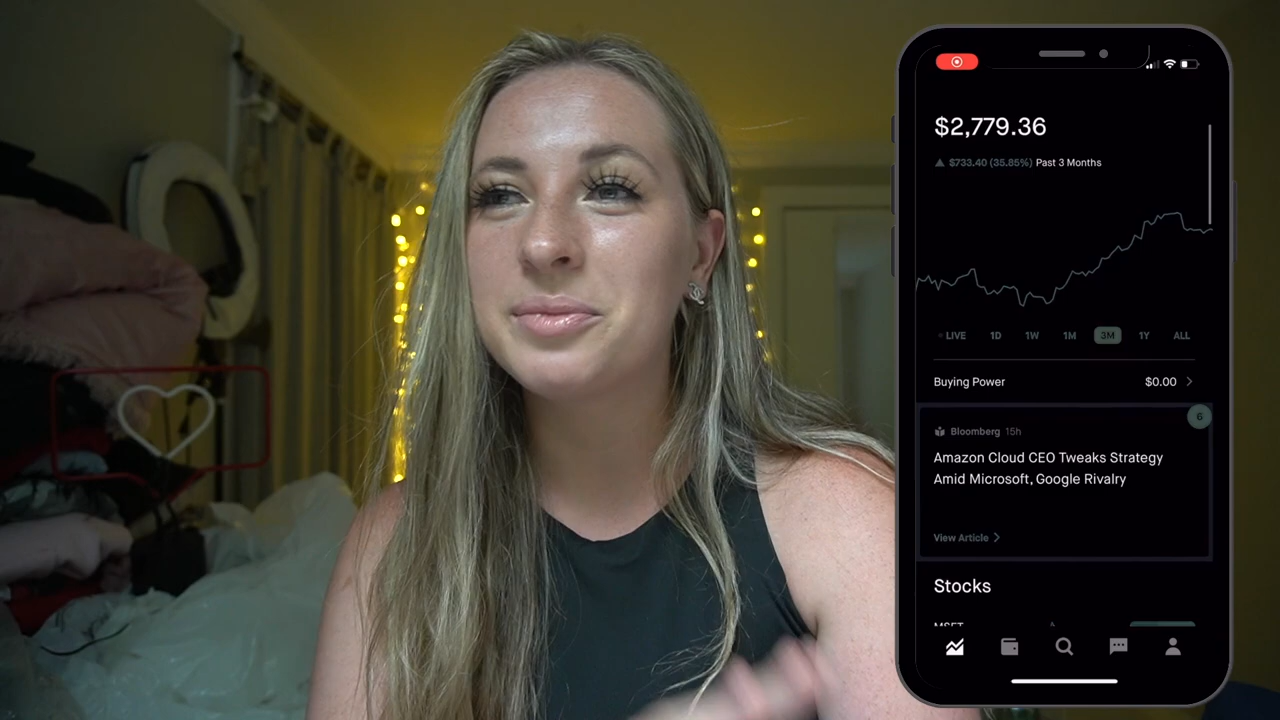 $2,779.36
▲ $733.40 (35.85%) Past 3 Months
LIVE 1D 1W 1M 3M 1Y ALL
Buying Power $0.00
6
Bloomberg 15h
Amazon Cloud CEO Tweaks Strategy
Amid Microsoft, Google Rivalry
View Article
Stocks
MSFT